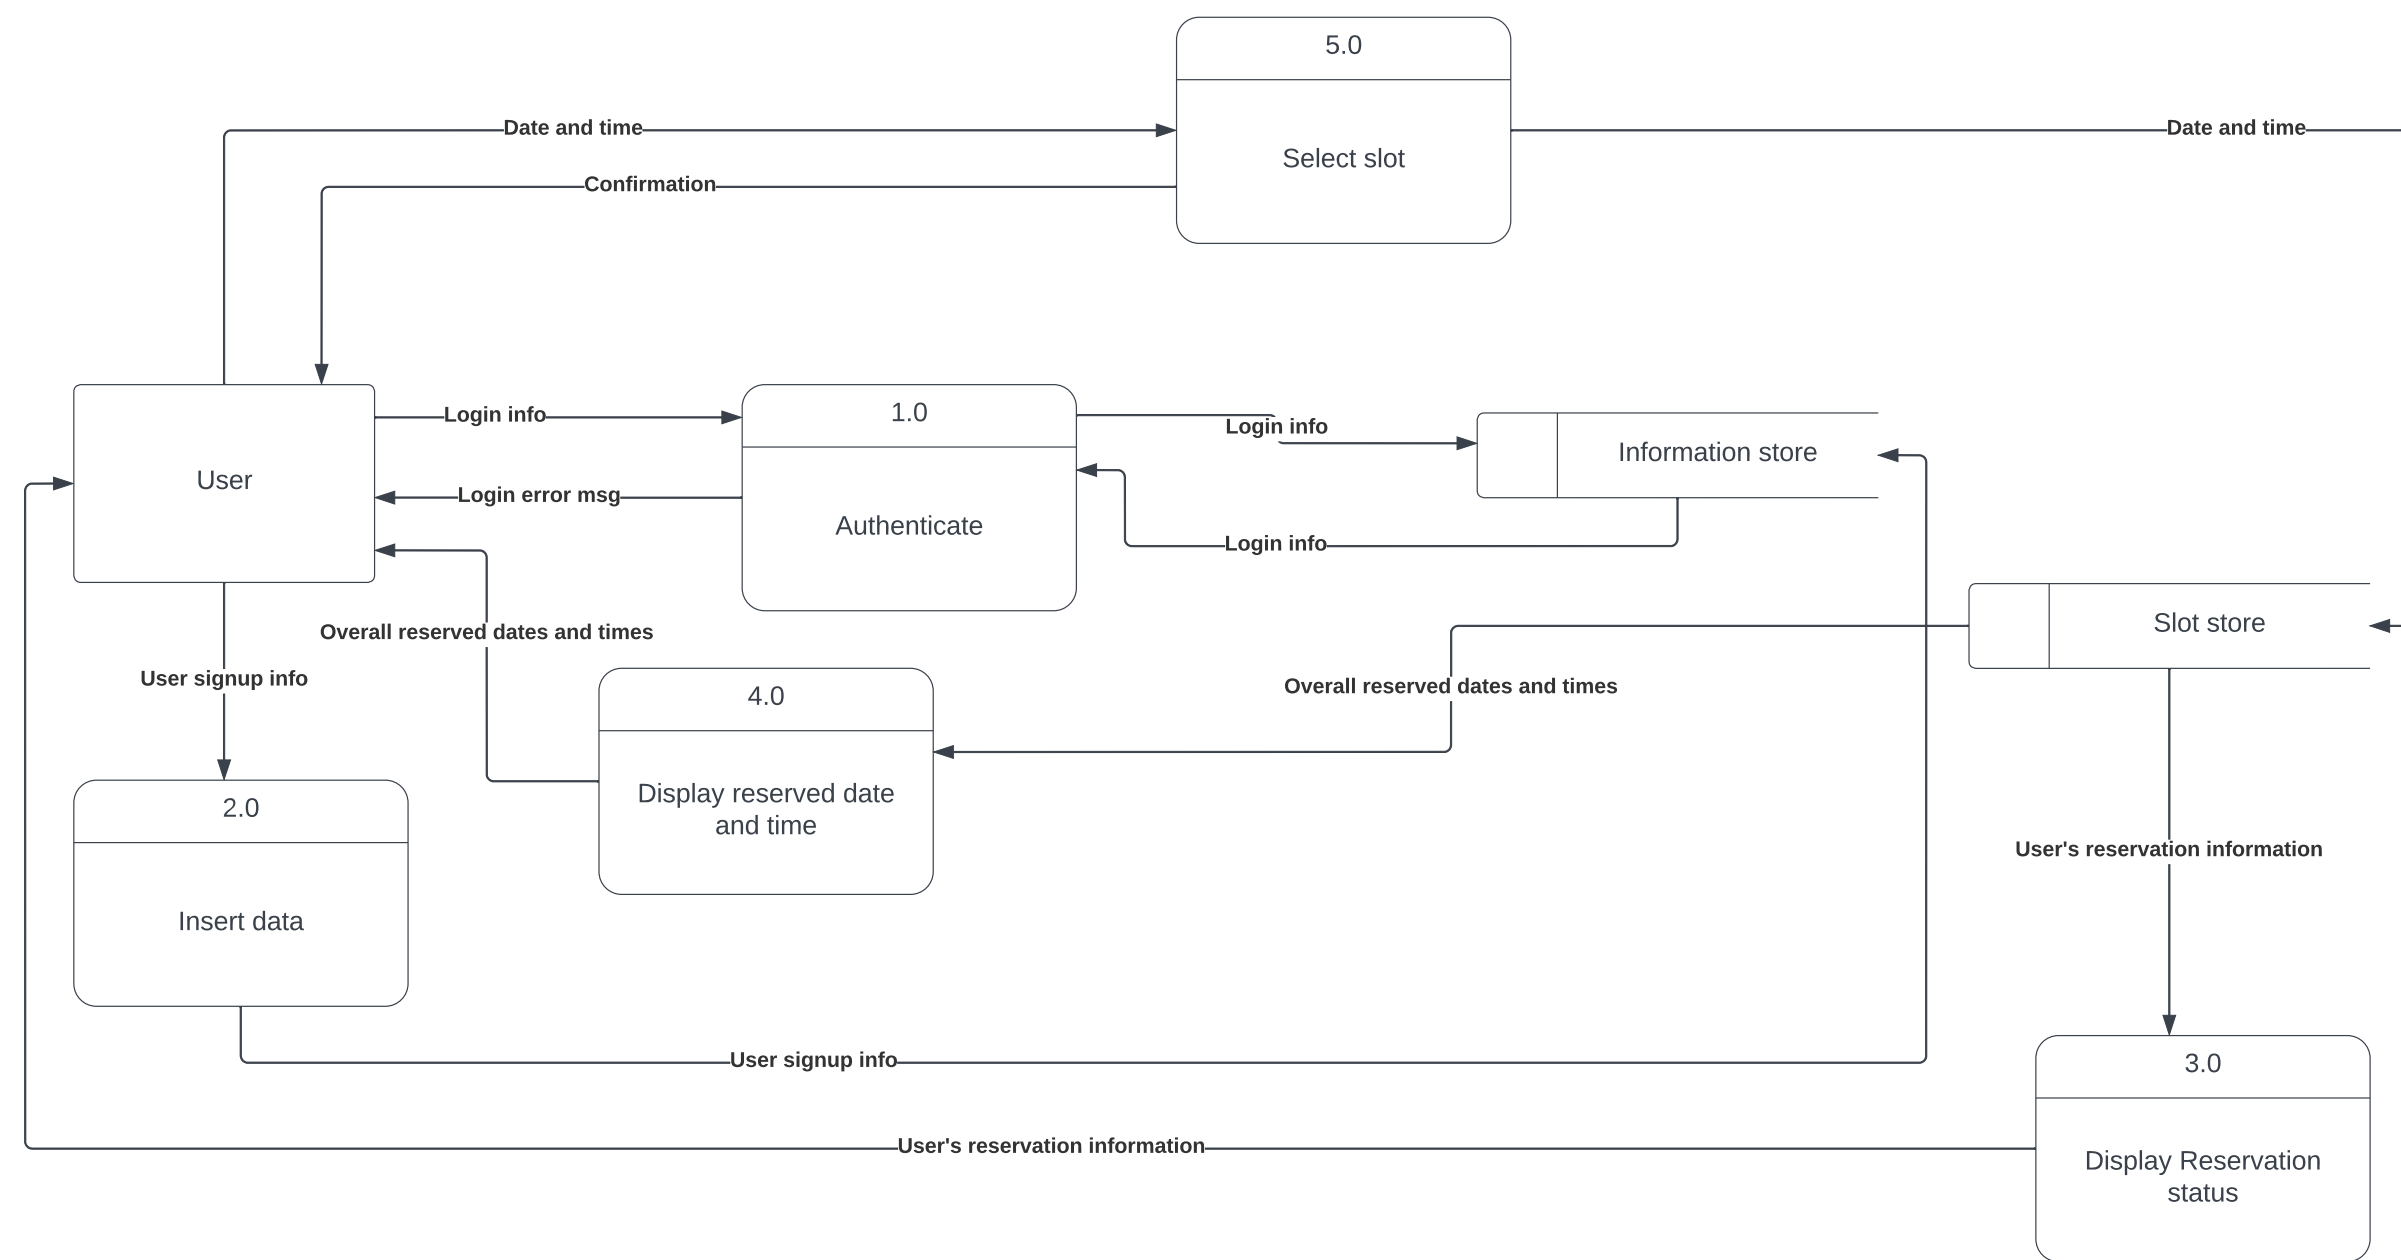 5.0
Select slot
Date and time
Date and time
Confirmation
User
Login info
Login error msg
1.0
Authenticate
Login info
Login info
Information store
Slot store
Overall reserved dates and times
User signup info
4.0
Display reserved date
and time
Overall reserved dates and times
2.0
Insert data
User's reservation information
User signup info
3.0
Display Reservation
status
User's reservation information